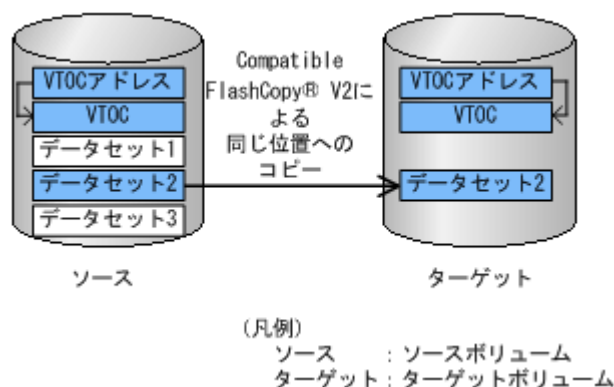 VTOCアドレス
VTOC
データセット1
データセット2
データセット3
ソース
Compatible
FlashCopy® V2に
よる
同じ位置への
コピー
VTOCアドレス
VTOC
データセット2
ターゲット
(凡例)
ソース : ソースボリューム
ターゲット : ターゲットボリューム